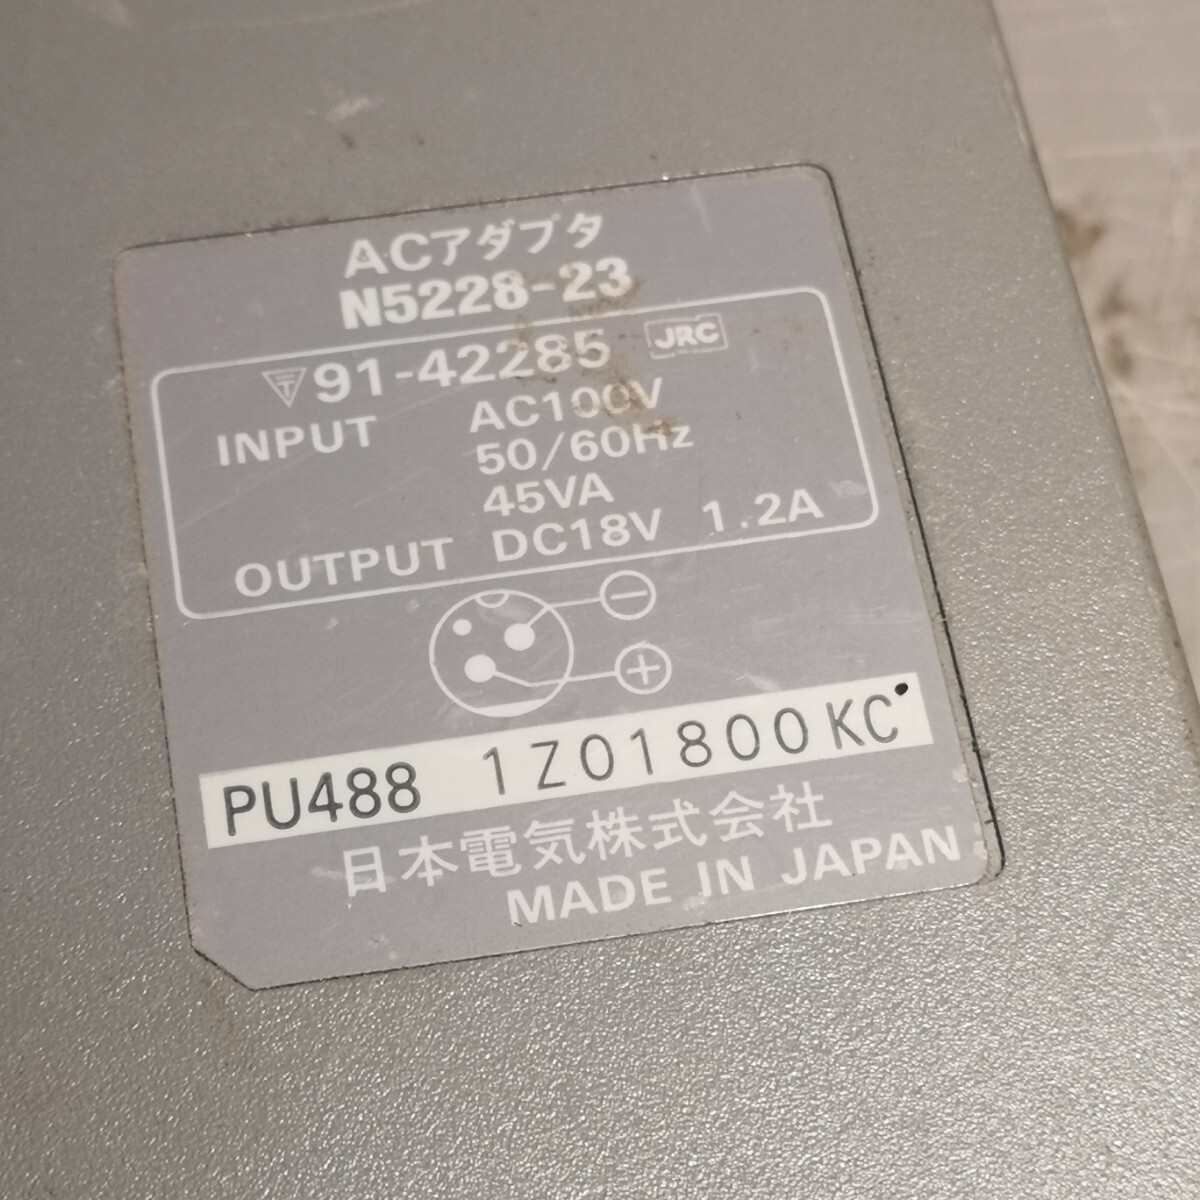 ACアダプタ
N5228-23
91-42285 JRC
INPUT AC100V
50/60Hz
45VA
OUTPUT DC18V 1.2A
PU488 1Z01800KC
日本電気株式会社
MADE IN JAPAN